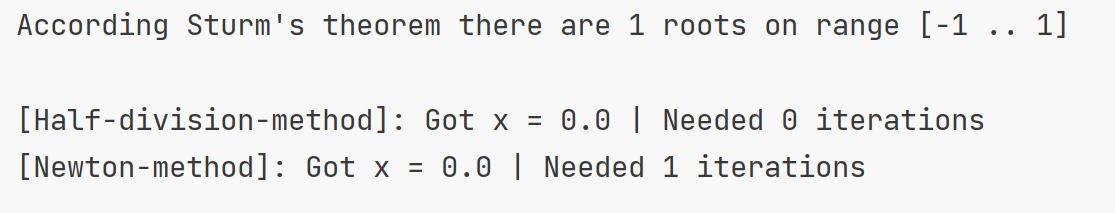 According Sturm's theorem there are 1 roots on range [-1 .. 1]
[Half-division-method]: Got x = 0.0 | Needed 0 iterations
[Newton-method]: Got x = 0.0 | Needed 1 iterations